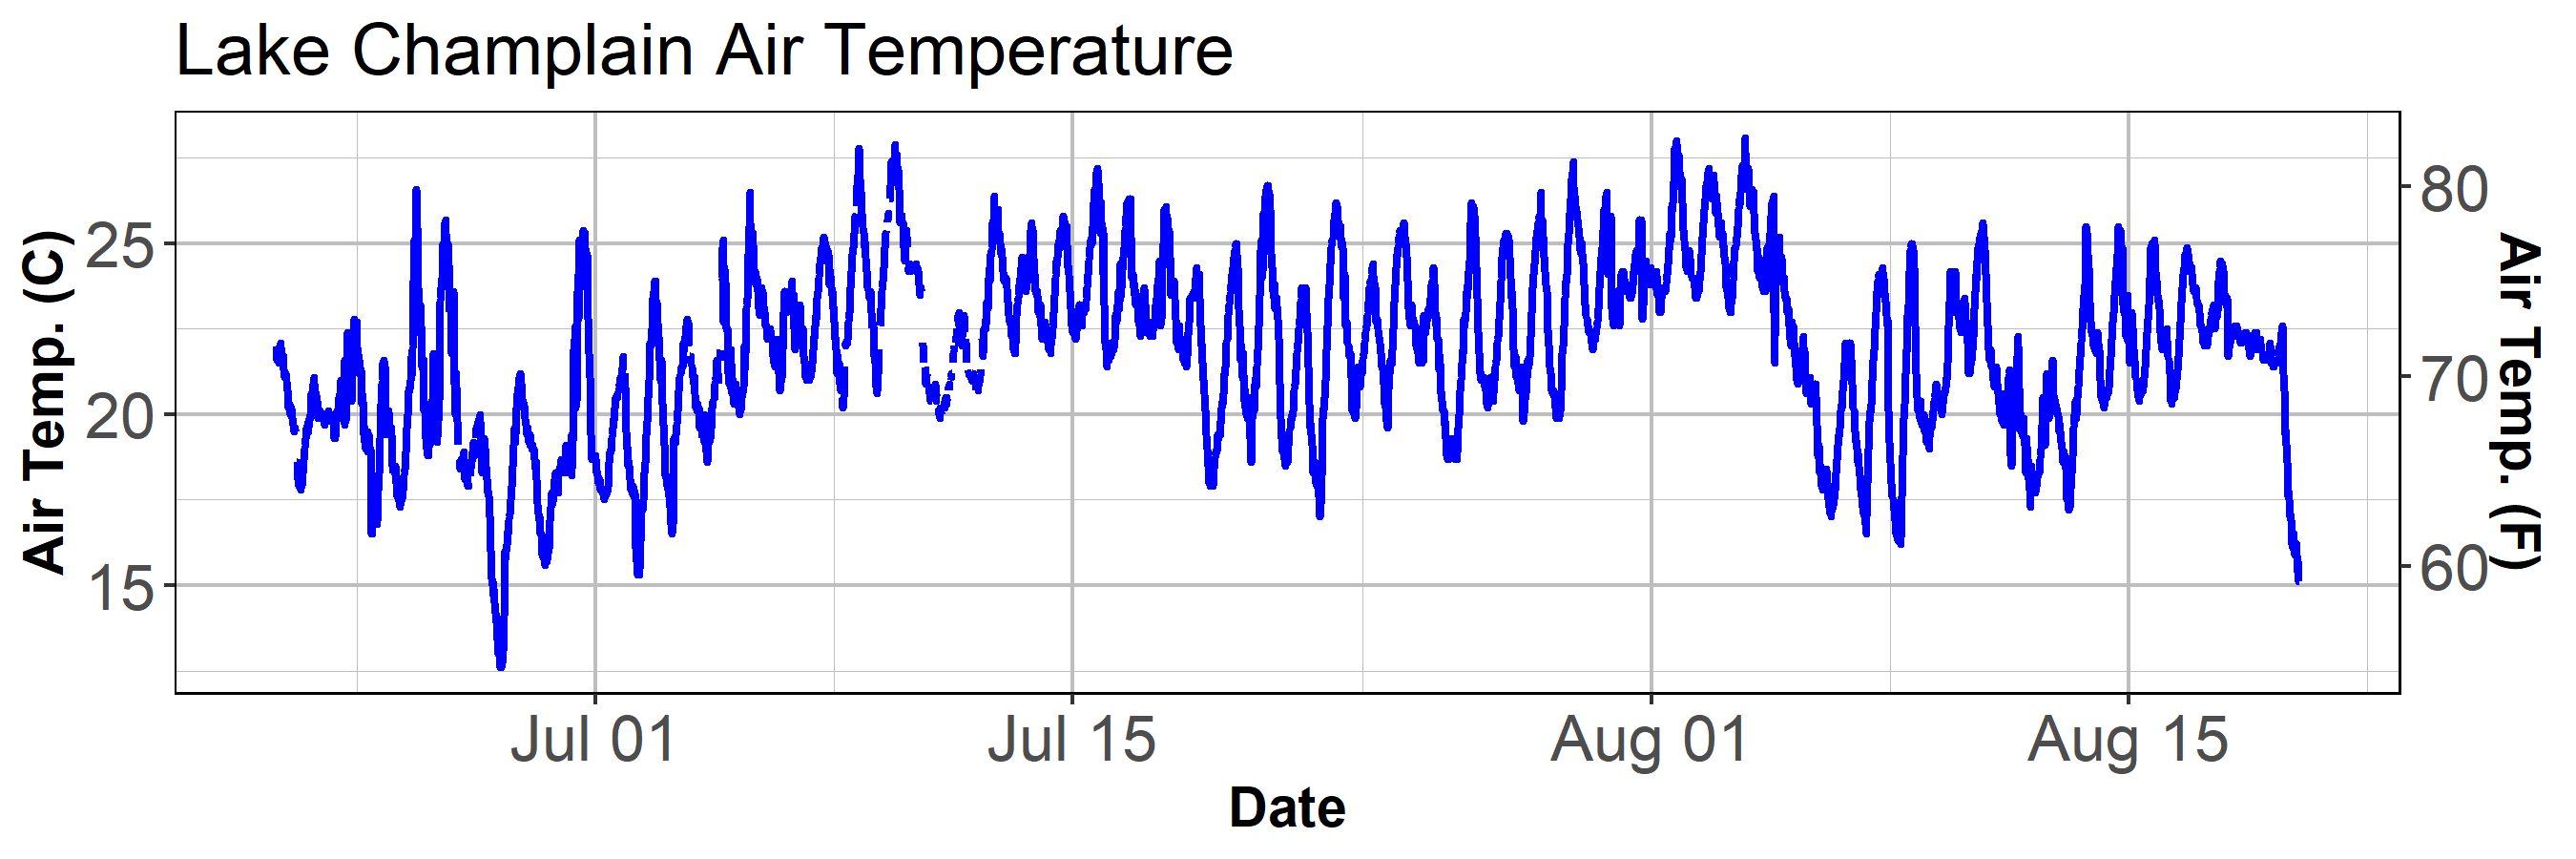 Lake Champlain Air Temperature
Air Temp. (C)
25
20
15
80
70
60
Air Temp. (F)
Jul 01 Jul 15 Aug 01 Aug 15
Date